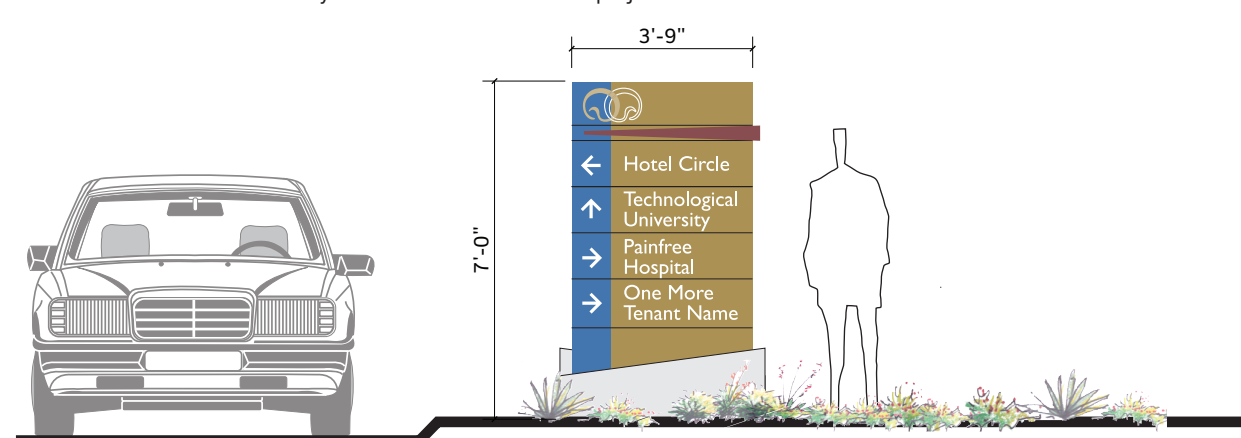 3'-9"
7'-0"
Hotel Circle
Technological
University
Painfree
Hospital
One More
Tenant Name